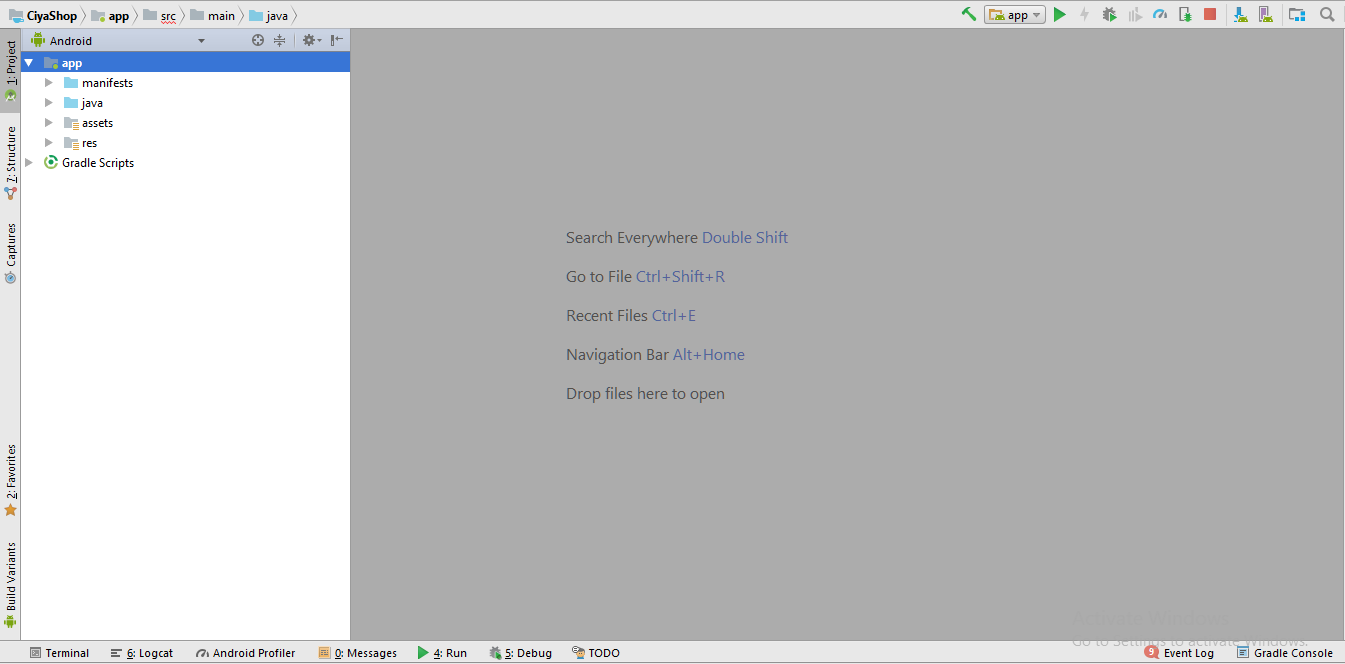 CiyaShop app src main java app
1: Project
Android
app
manifests
java
assets
res
Gradle Scripts
7: Structure
Captures
2: Favorites
Build Variants
Search Everywhere Double Shift
Go to File Ctrl+Shift+R
Recent Files Ctrl+E
Navigation Bar Alt+Home
Drop files here to open
Activate Windows
Go to Settings to activate Windows.
Terminal 6: Logcat Android Profiler 0: Messages 4: Run 5: Debug TODO 9 Event Log Gradle Console